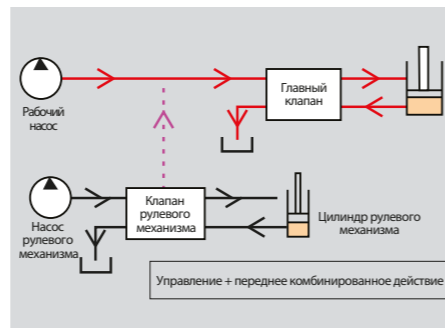 Рабочий
насос
Главный
клапан
Клапан
рулевого
механизма
Насос
рулевого
механизма
Цилиндр рулевого
механизма
Управление + переднее комбинированное действие